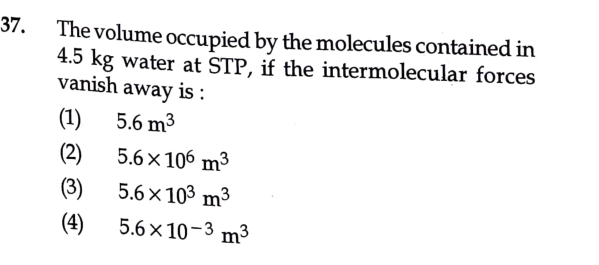 37. The volume occupied by the molecules contained in
4.5 kg water at STP, if the intermolecular forces
vanish away is :
(1) 5.6 m³
(2) 5.6 × 10⁶ m³
(3) 5.6 × 10³ m³
(4) 5.6 × 10⁻³ m³